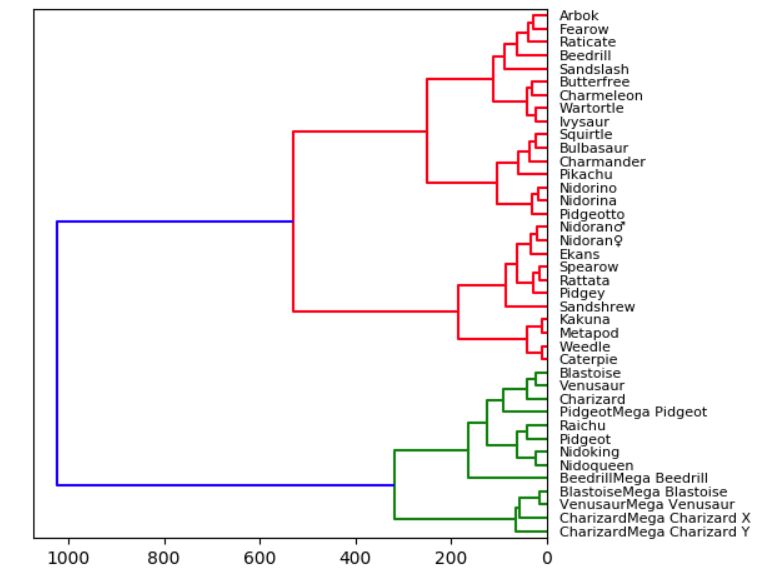 Arbok
Fearow
Raticate
Beedrill
Sandslash
Butterfree
Charmeleon
Wartortle
Ivysaur
Squirtle
Bulbasaur
Charmander
Pikachu
Nidorino
Nidorina
Pidgeotto
Nidoran♂
Nidoran♀
Ekans
Spearow
Rattata
Pidgey
Sandshrew
Kakuna
Metapod
Weedle
Caterpie
Blastoise
Venusaur
Charizard
PidgeotMega Pidgeot
Raichu
Pidgeot
Nidoking
Nidoqueen
BeedrillMega Beedrill
BlastoiseMega Blastoise
VenusaurMega Venusaur
CharizardMega Charizard X
CharizardMega Charizard Y
1000 800 600 400 200 0